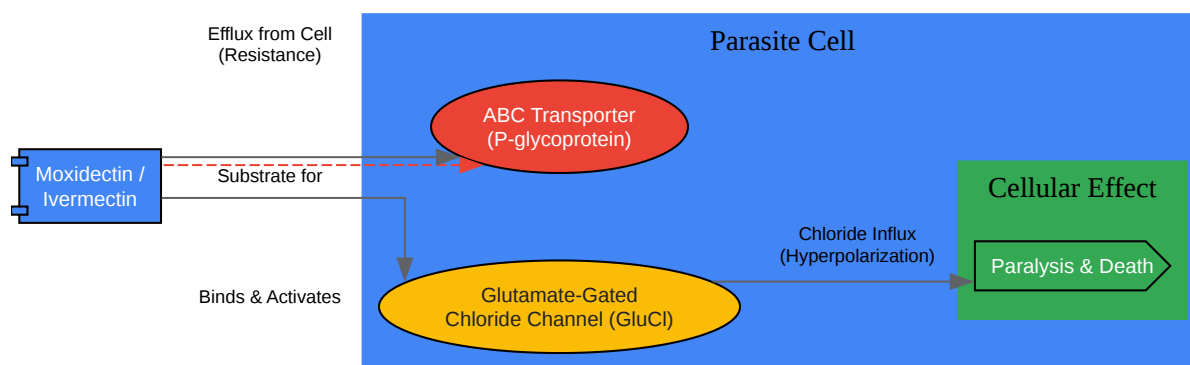 Efflux from Cell
(Resistance)
Parasite Cell
ABC Transporter
(P-glycoprotein)
Moxidectin /
Ivermectin
Substrate for
Cellular Effect
Chloride Influx
(Hyperpolarization)
Paralysis & Death
Binds & Activates
Glutamate-Gated
Chloride Channel (GluCl)